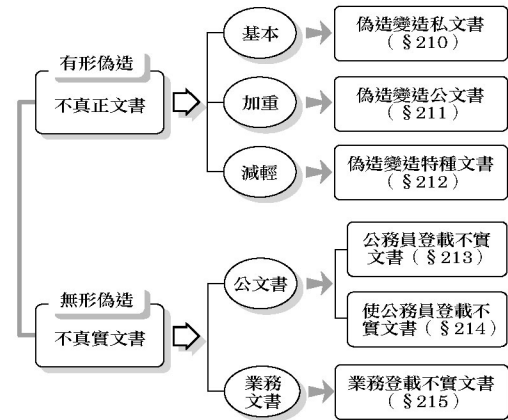 有形偽造
不真正文書
基本
偽造變造私文書
(§210)
加重
偽造變造公文書
(§211)
減輕
偽造變造特種文書
(§212)
無形偽造
不真實文書
公文書
公務員登載不實
文書(§213)
使公務員登載不
實文書(§214)
業務
文書
業務登載不實文書
(§215)